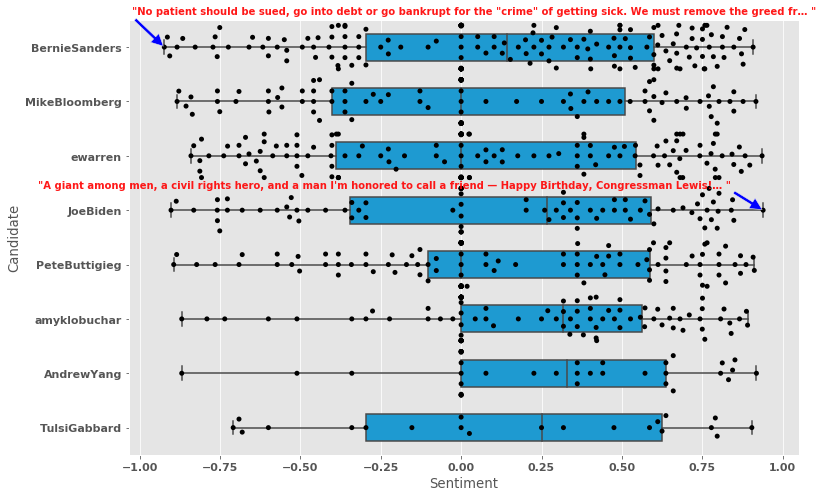 "No patient should be sued, go into debt or go bankrupt for the "crime" of getting sick. We must remove the greed fr… "
BernieSanders
MikeBloomberg
ewarren
"A giant among men, a civil rights hero, and a man I'm honored to call a friend — Happy Birthday, Congressman Lewis!… "
JoeBiden
PeteButtigieg
amyklobuchar
AndrewYang
TulsiGabbard
Candidate
−1.00 −0.75 −0.50 −0.25 0.00 0.25 0.50 0.75 1.00
Sentiment